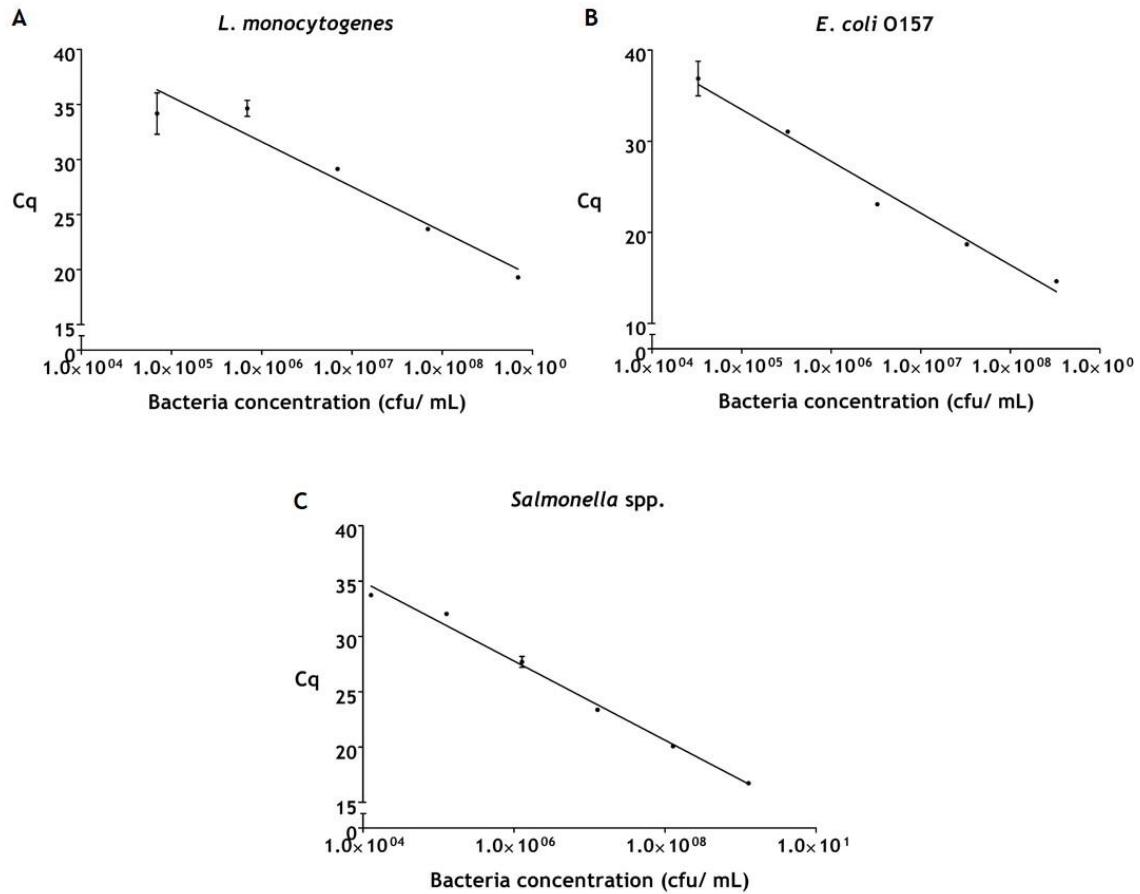 A
L. monocytogenes
40
35
30
25
20
15
0
Cq
1.0×10⁰⁴ 1.0×10⁰⁵ 1.0×10⁰⁶ 1.0×10⁰⁷ 1.0×10⁰⁸ 1.0×10⁰
Bacteria concentration (cfu/ mL)
B
E. coli O157
40
30
20
10
0
Cq
1.0×10⁰⁴ 1.0×10⁰⁵ 1.0×10⁰⁶ 1.0×10⁰⁷ 1.0×10⁰⁸ 1.0×10⁰
Bacteria concentration (cfu/ mL)
C
Salmonella spp.
40
35
30
25
20
15
0
Cq
1.0×10⁰⁴ 1.0×10⁰⁶ 1.0×10⁰⁸ 1.0×10¹
Bacteria concentration (cfu/ mL)